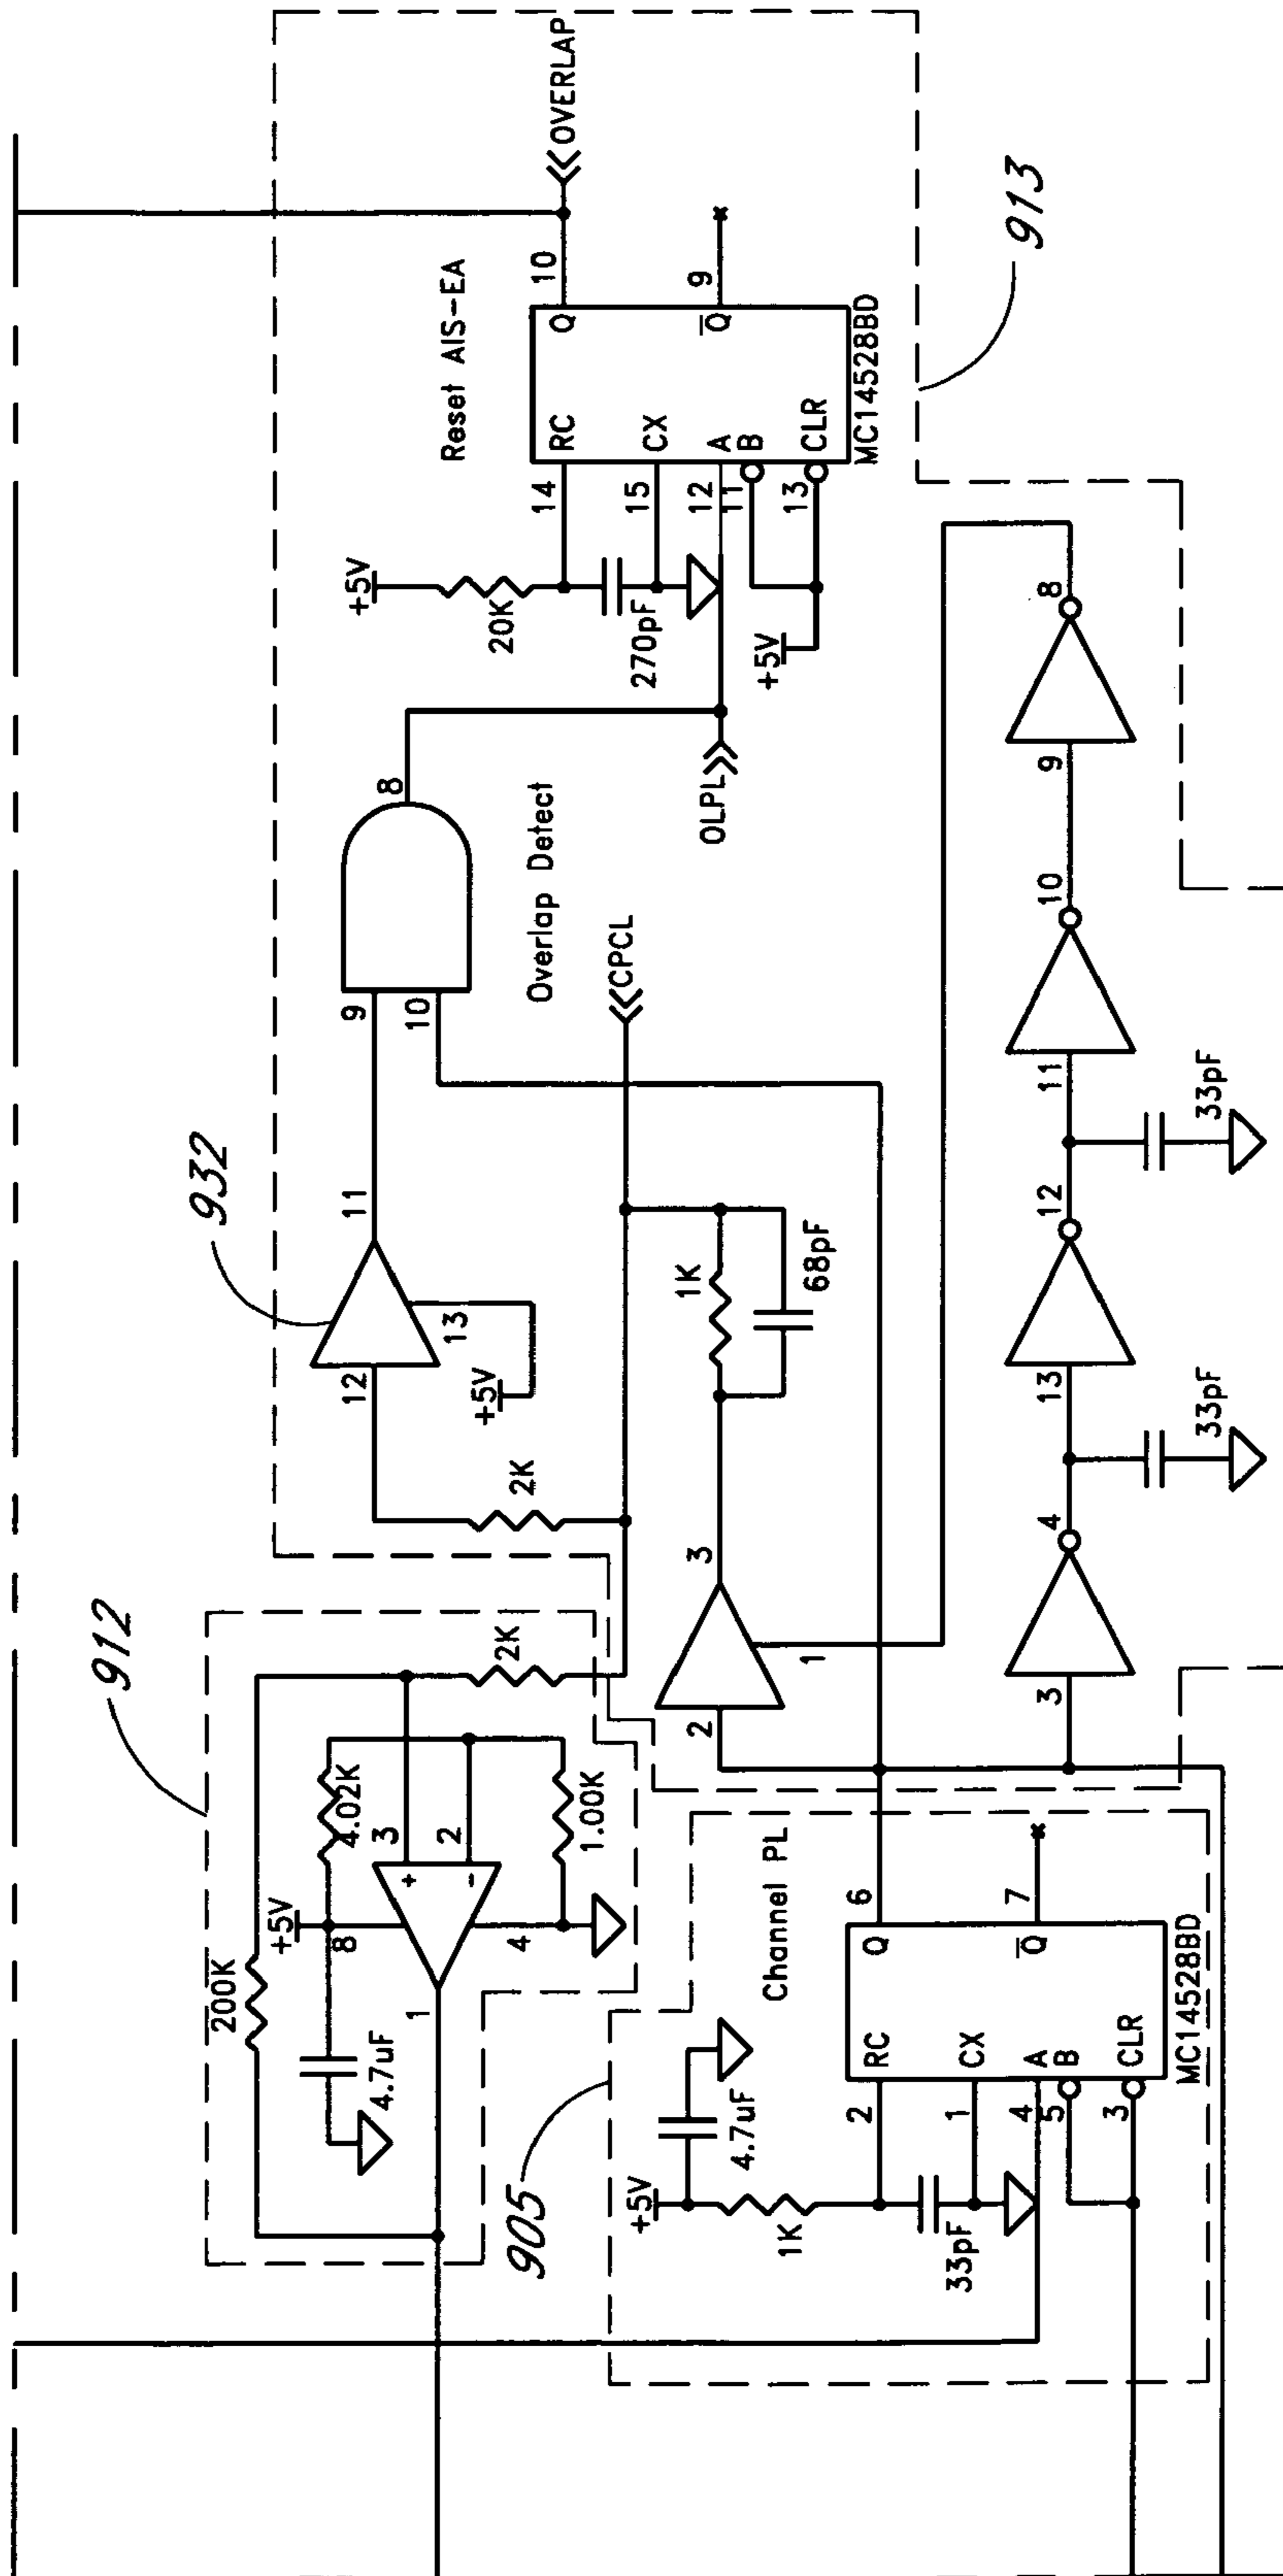 912
200K
+5V
4.02K
8
3
+
2
-
4
1
4.7uF
1.00K
2K
905
+5V
4.7uF
1K
33pF
Channel PL
2
RC
Q
6
1
CX
4
A
5
B
3
CLR
Q
7
MC14528BD
932
2K
12
11
13
+5V
9
10
8
Overlap Detect
<<CPCL
2
3
1
1K
68pF
OLPL>>
+5V
20K
270pF
+5V
Reset AIS-EA
14
RC
Q
10
15
CX
12
A
11
B
13
CLR
Q
9
MC14528BD
<<OVERLAP
913
3
4
33pF
13
12
33pF
11
10
9
8